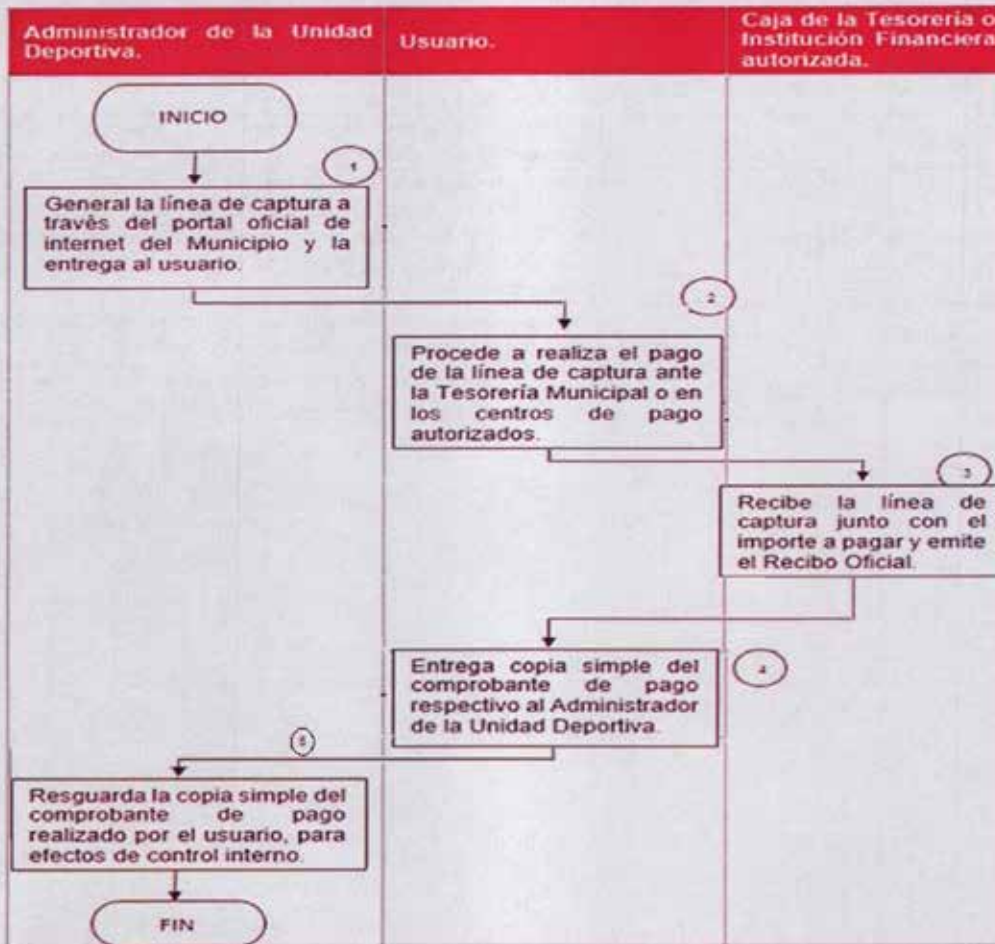 Administrador de la Unidad
Deportiva.
Usuario.
Caja de la Tesorería o
Institución Financiera
autorizada.
INICIO
1
General la línea de captura a
través del portal oficial de
internet del Municipio y la
entrega al usuario.
2
Procede a realiza el pago
de la línea de captura ante
la Tesorería Municipal o en
los centros de pago
autorizados.
3
Recibe la línea de
captura junto con el
importe a pagar y emite
el Recibo Oficial.
4
Entrega copia simple del
comprobante de pago
respectivo al Administrador
de la Unidad Deportiva.
5
Resguarda la copia simple del
comprobante de pago
realizado por el usuario, para
efectos de control interno.
FIN